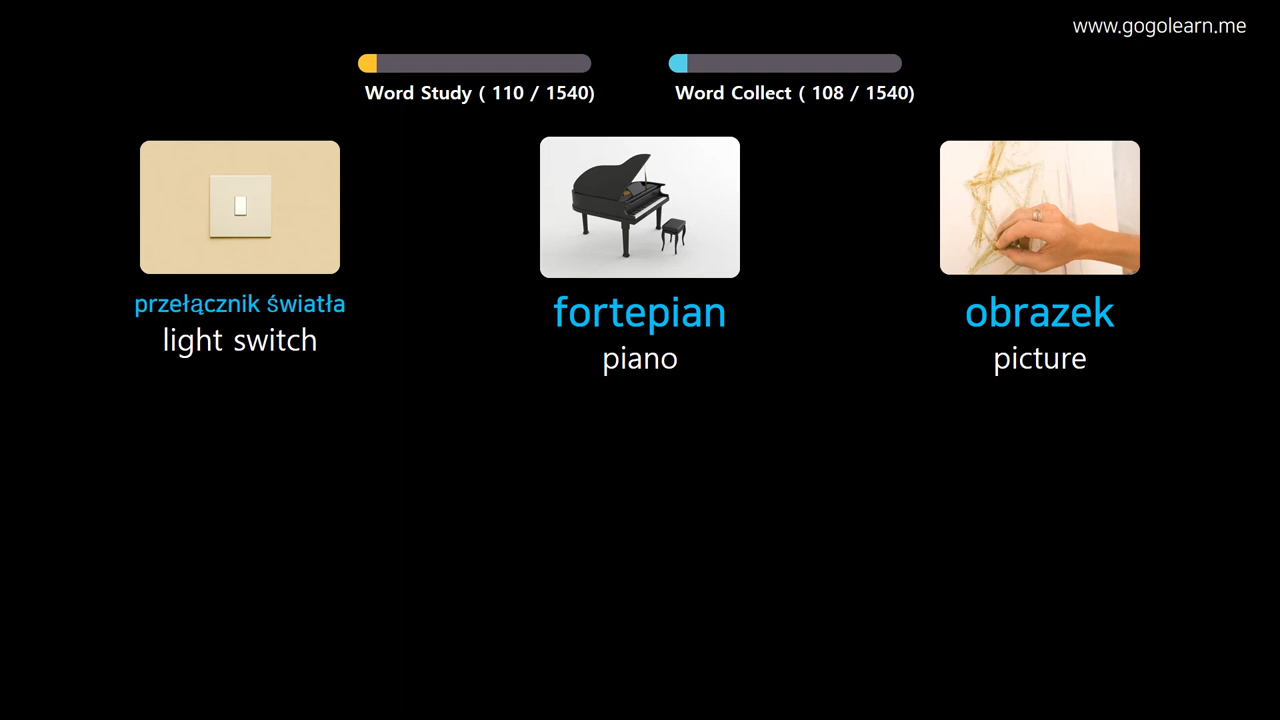 www.gogolearn.me
Word Study ( 110 / 1540)
Word Collect ( 108 / 1540)
przełącznik światła
light switch
fortepian
piano
obrazek
picture